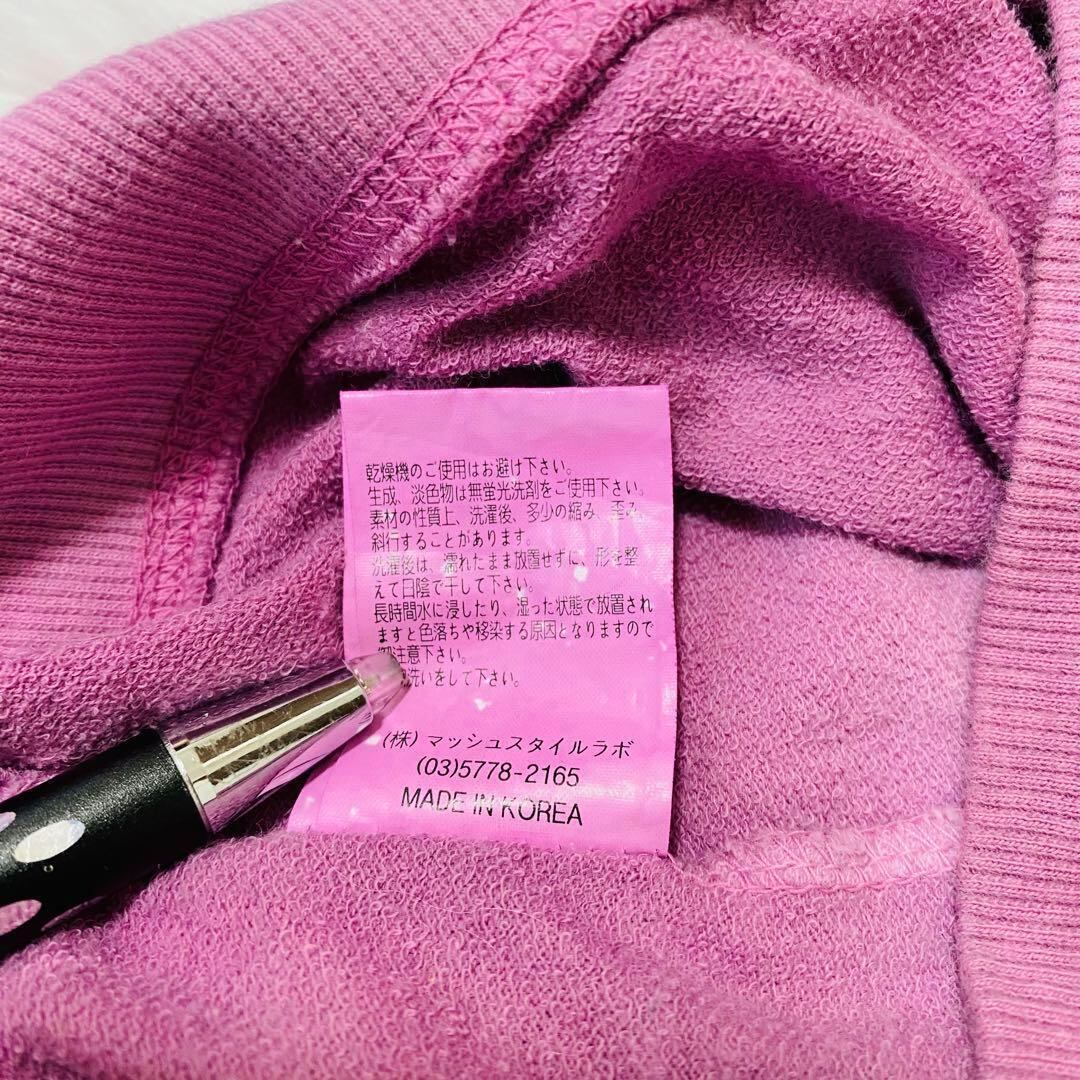 乾燥機のご使用はお避け下さい。
生成、淡色物は無蛍光洗剤をご使用下さい。
素材の性質上、洗濯後、多少の縮み、歪み、
斜行することがあります。
洗濯後は、濡れたまま放置せずに、形を整
えて日陰で干して下さい。
長時間水に浸したり、湿った状態で放置され
ますと色落ちや移染する原因となりますので
注意下さい。
洗いをして下さい。
(株) マッシュスタイルラボ
(03)5778-2165
MADE IN KOREA